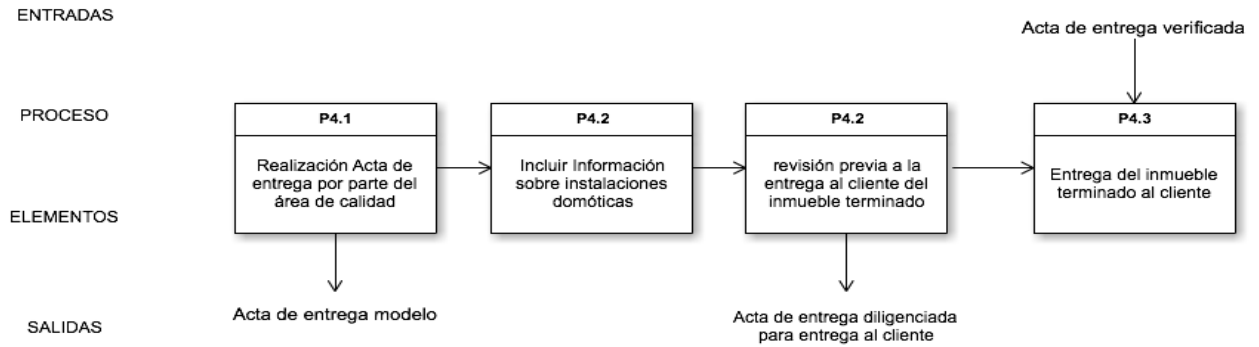 ENTRADAS
Acta de entrega verificada
PROCESO
P4.1
Realización Acta de
entrega por parte del
área de calidad
P4.2
Incluir Información
sobre instalaciones
domóticas
P4.2
revisión previa a la
entrega al cliente del
inmueble terminado
P4.3
Entrega del inmueble
terminado al cliente
ELEMENTOS
SALIDAS
Acta de entrega modelo
Acta de entrega diligenciada
para entrega al cliente